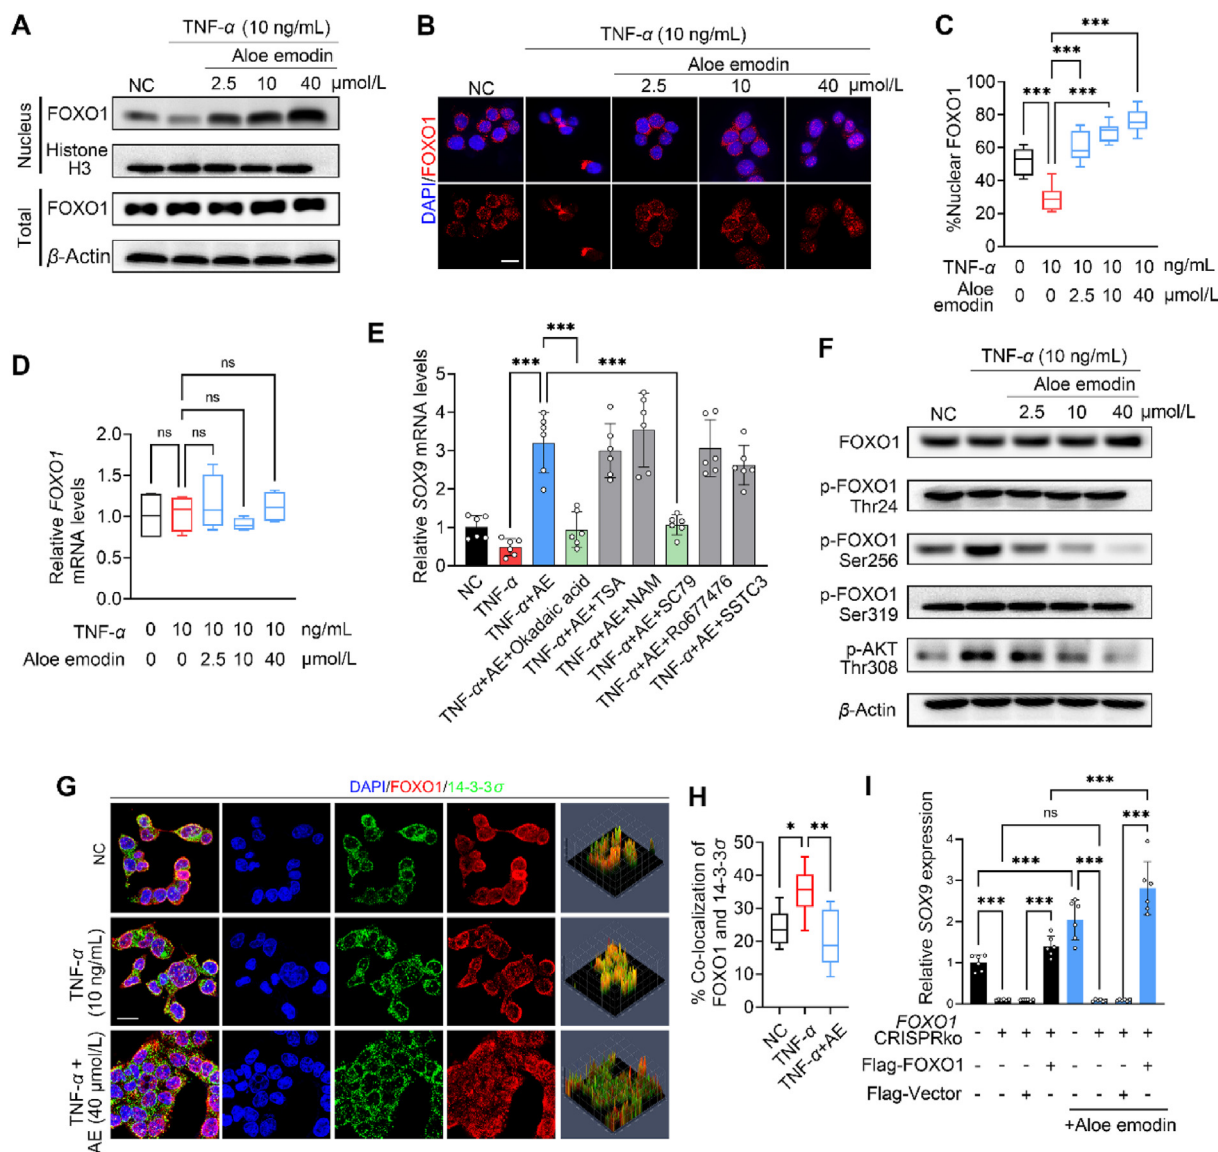 A
TNF-α (10 ng/mL)
Aloe emodin
NC 2.5 10 40 μmol/L
Nucleus
FOXO1
Histone
H3
Total
FOXO1
β-Actin
B
TNF-α (10 ng/mL)
Aloe emodin
NC 2.5 10 40 μmol/L
DAPI/FOXO1
C
*** 
***
*** ***
%Nuclear FOXO1
100
80
60
40
20
0
TNF-α 0 10 10 10 10 ng/mL
Aloe
emodin 0 0 2.5 10 40 μmol/L
D
ns
ns
ns ns
Relative FOXO1
mRNA levels
2.0
1.5
1.0
0.5
0.0
TNF-α 0 10 10 10 10 ng/mL
Aloe emodin 0 0 2.5 10 40 μmol/L
E
***
*** ***
Relative SOX9 mRNA levels
5
4
3
2
1
0
NC
TNF-α
TNF-α+AE
TNF-α+AE+Okadaic acid
TNF-α+AE+TSA
TNF-α+AE+NAM
TNF-α+AE+SC79
TNF-α+AE+Ro677476
TNF-α+AE+SSTC3
F
TNF-α (10 ng/mL)
Aloe emodin
NC 2.5 10 40 μmol/L
FOXO1
p-FOXO1
Thr24
p-FOXO1
Ser256
p-FOXO1
Ser319
p-AKT
Thr308
β-Actin
G
DAPI/FOXO1/14-3-3σ
NC
TNF-α
(10 ng/mL)
TNF-α +
AE (40 μmol/L)
H
* **
% Co-localization of
FOXO1 and 14-3-3σ
50
40
30
20
10
0
NC
TNF-α
TNF-α+AE
I
***
ns ***
*** ***
*** ***
Relative SOX9 expression
5
4
3
2
1
0
FOXO1
CRISPRko - + + + - + + +
Flag-FOXO1 - - - + - - - +
Flag-Vector - - + - - - + -
+Aloe emodin